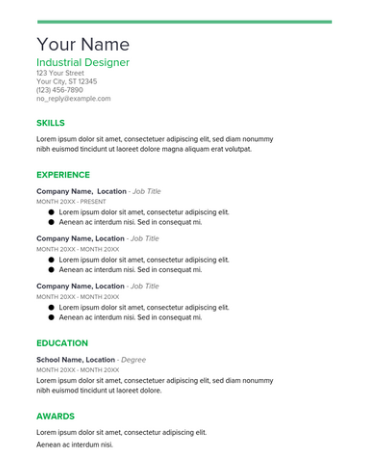 Your Name
Industrial Designer
123 Your Street
Your City, ST 12345
(123) 456-7890
no_reply@example.com
SKILLS
Lorem ipsum dolor sit amet, consectetuer adipiscing elit, sed diam nonummy
nibh euismod tincidunt ut laoreet dolore magna aliquam erat volutpat.
EXPERIENCE
Company Name, Location - Job Title
MONTH 20XX - PRESENT
● Lorem ipsum dolor sit amet, consectetur adipiscing elit.
● Aenean ac interdum nisi. Sed in consequat mi.
Company Name, Location - Job Title
MONTH 20XX - MONTH 20XX
● Lorem ipsum dolor sit amet, consectetur adipiscing elit.
● Aenean ac interdum nisi. Sed in consequat mi.
Company Name, Location - Job Title
MONTH 20XX - MONTH 20XX
● Lorem ipsum dolor sit amet, consectetur adipiscing elit.
● Aenean ac interdum nisi. Sed in consequat mi.
EDUCATION
School Name, Location - Degree
MONTH 20XX - MONTH 20XX
Lorem ipsum dolor sit amet, consectetuer adipiscing elit, sed diam nonummy
nibh euismod tincidunt ut laoreet dolore.
AWARDS
Lorem ipsum dolor sit amet, consectetur adipiscing elit.
Aenean ac interdum nisi.